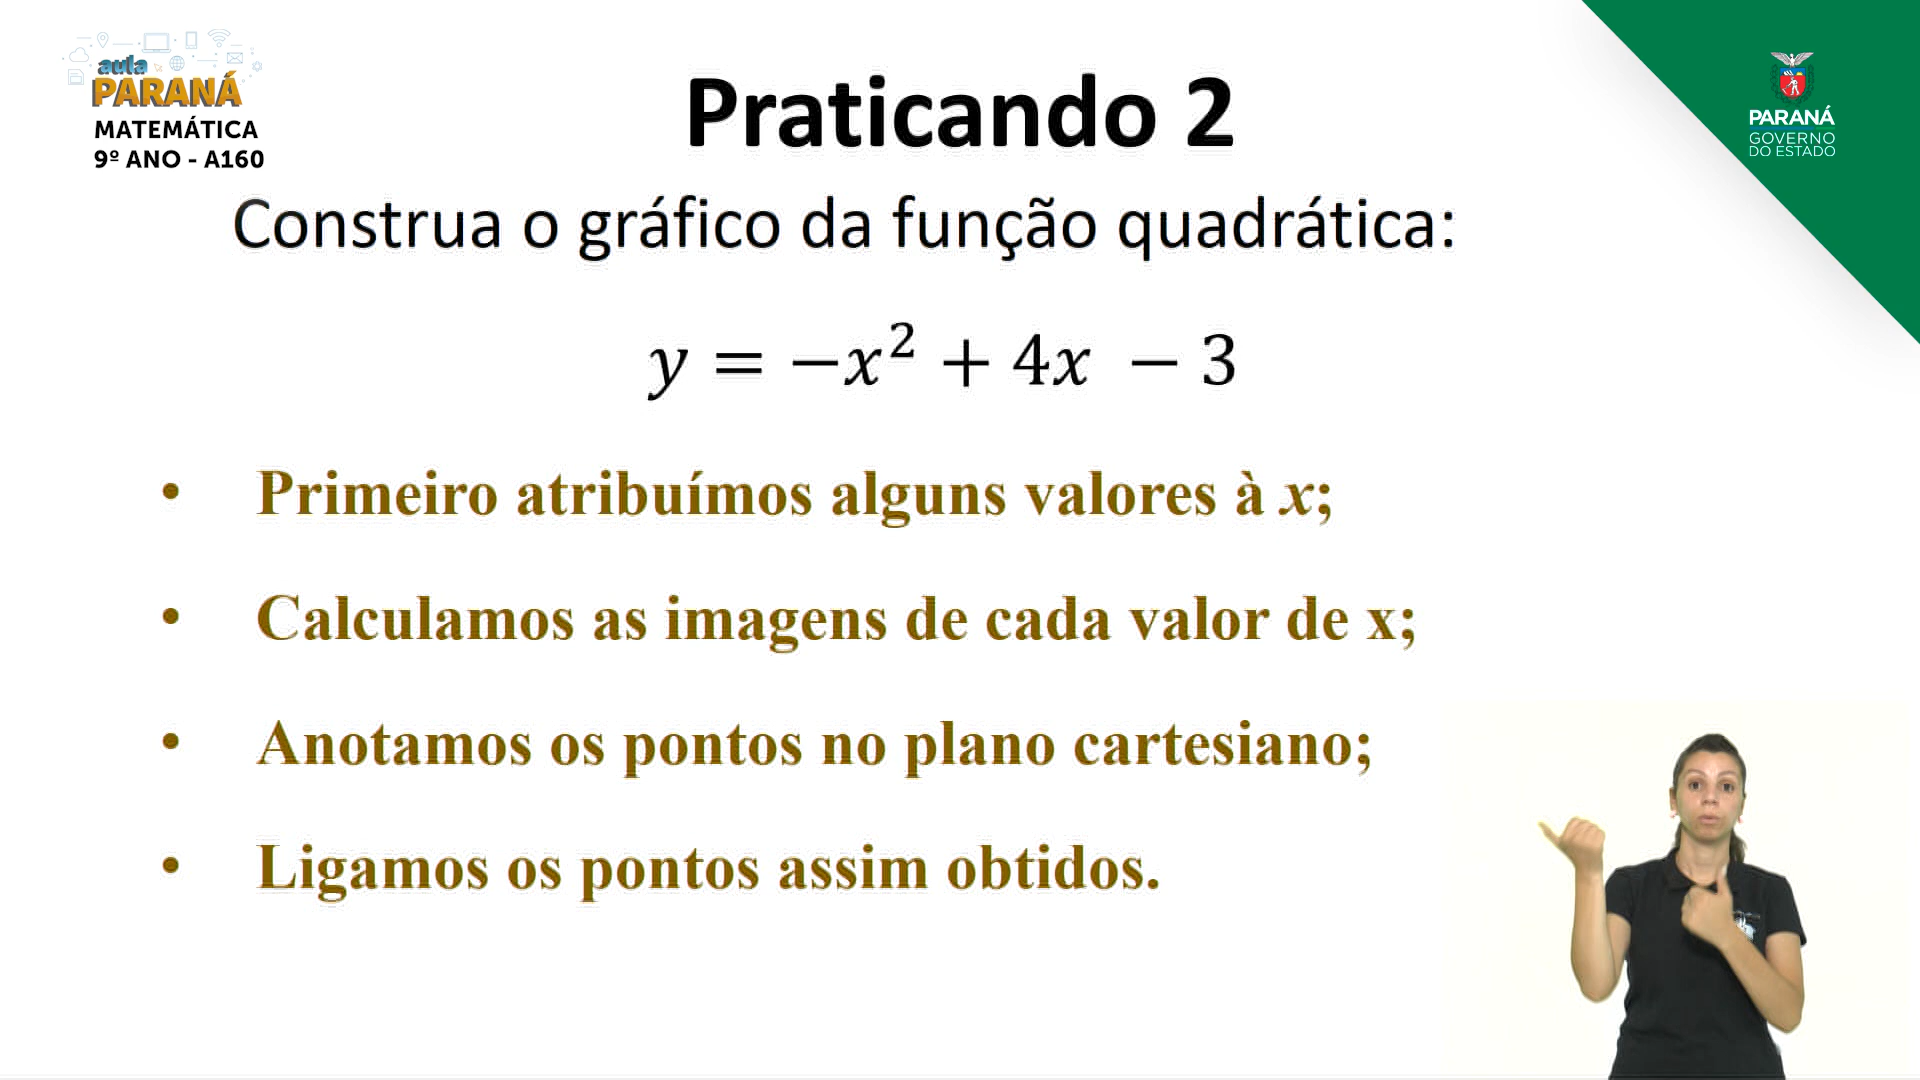 aula
PARANÁ
MATEMÁTICA
9º ANO - A160
Praticando 2
PARANÁ
GOVERNO
DO ESTADO
Construa o gráfico da função quadrática:
y = −x² + 4x − 3
• Primeiro atribuímos alguns valores à x;
• Calculamos as imagens de cada valor de x;
• Anotamos os pontos no plano cartesiano;
• Ligamos os pontos assim obtidos.